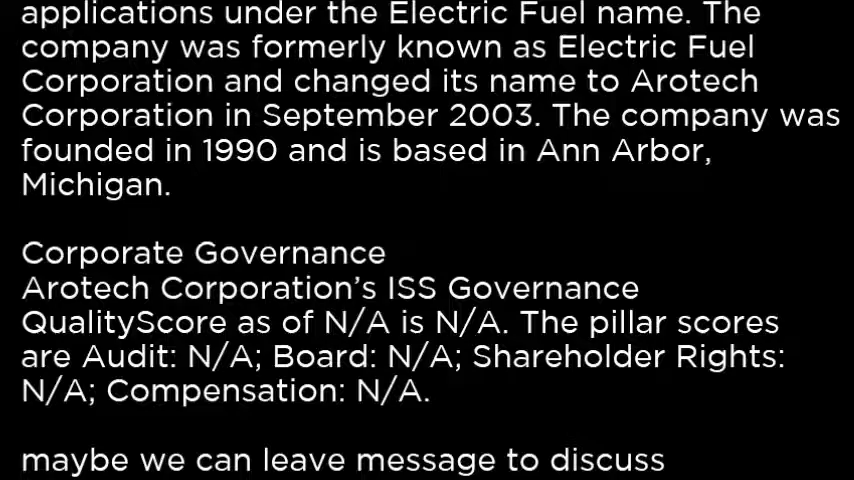 applications under the Electric Fuel name. The
company was formerly known as Electric Fuel
Corporation and changed its name to Arotech
Corporation in September 2003. The company was
founded in 1990 and is based in Ann Arbor,
Michigan.
Corporate Governance
Arotech Corporation’s ISS Governance
QualityScore as of N/A is N/A. The pillar scores
are Audit: N/A; Board: N/A; Shareholder Rights:
N/A; Compensation: N/A.
maybe we can leave message to discuss